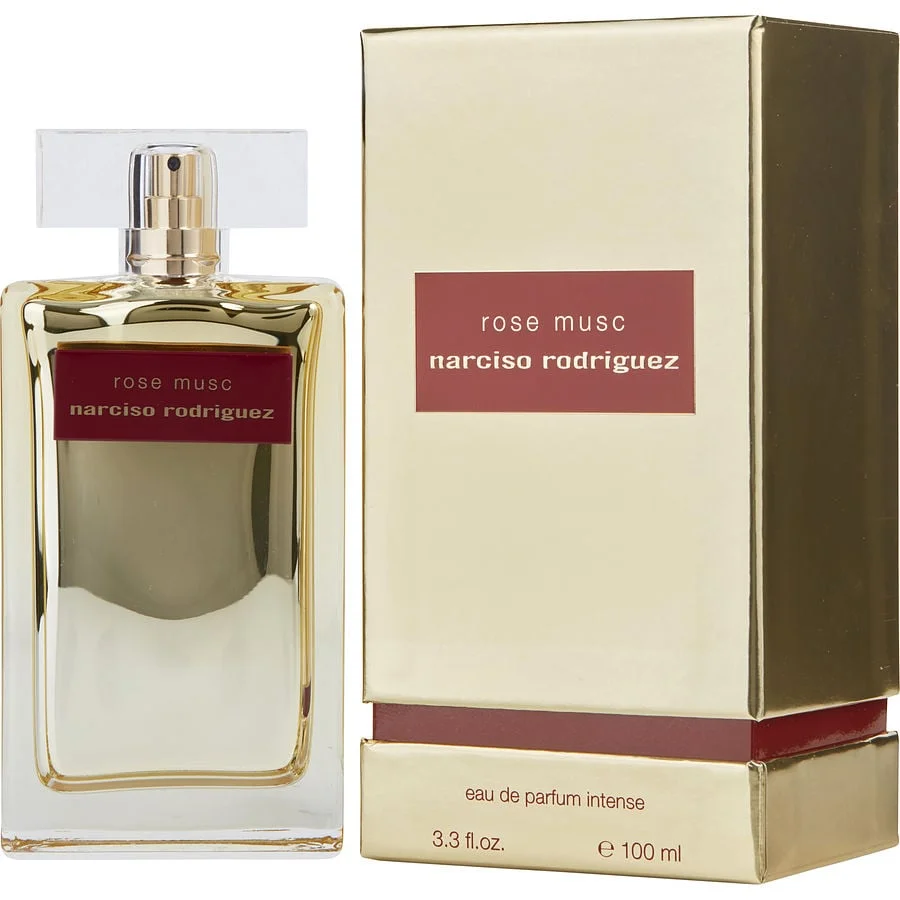 rose musc
narciso rodriguez
rose musc
narciso rodriguez
eau de parfum intense
3.3 fl.oz. ℮ 100 ml